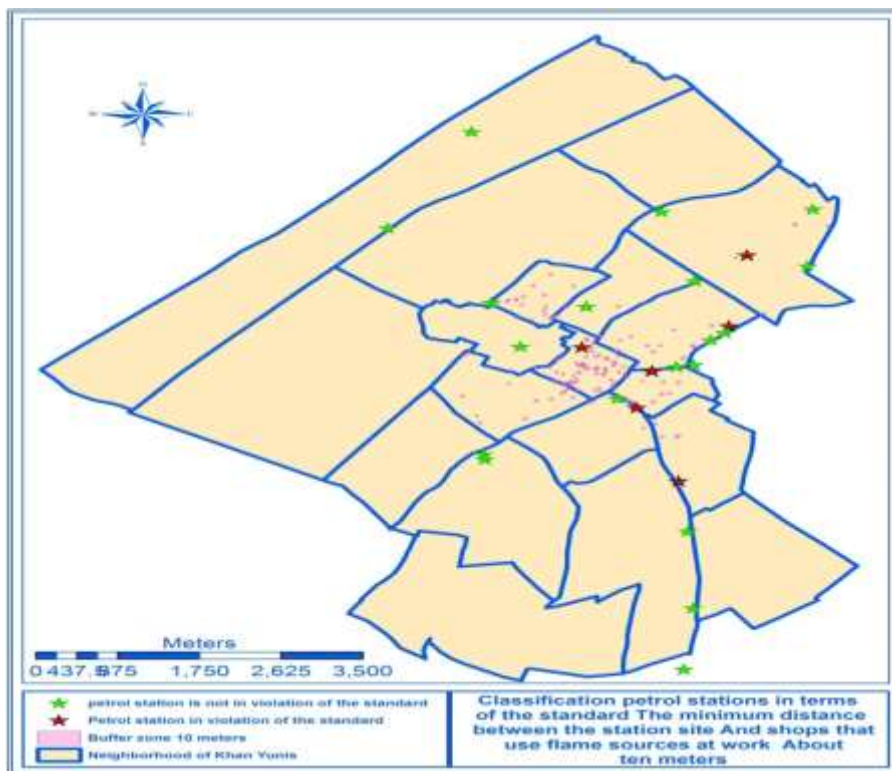 N
W E
S
Meters
0 437,5 875 1,750 2,625 3,500
petrol station is not in violation of the standard
Petrol station in violation of the standard
Buffer zone 10 meters
Neighborhood of Khan Yunis
Classification petrol stations in terms
of the standard The minimum distance
between the station site And shops that
use flame sources at work About
ten meters